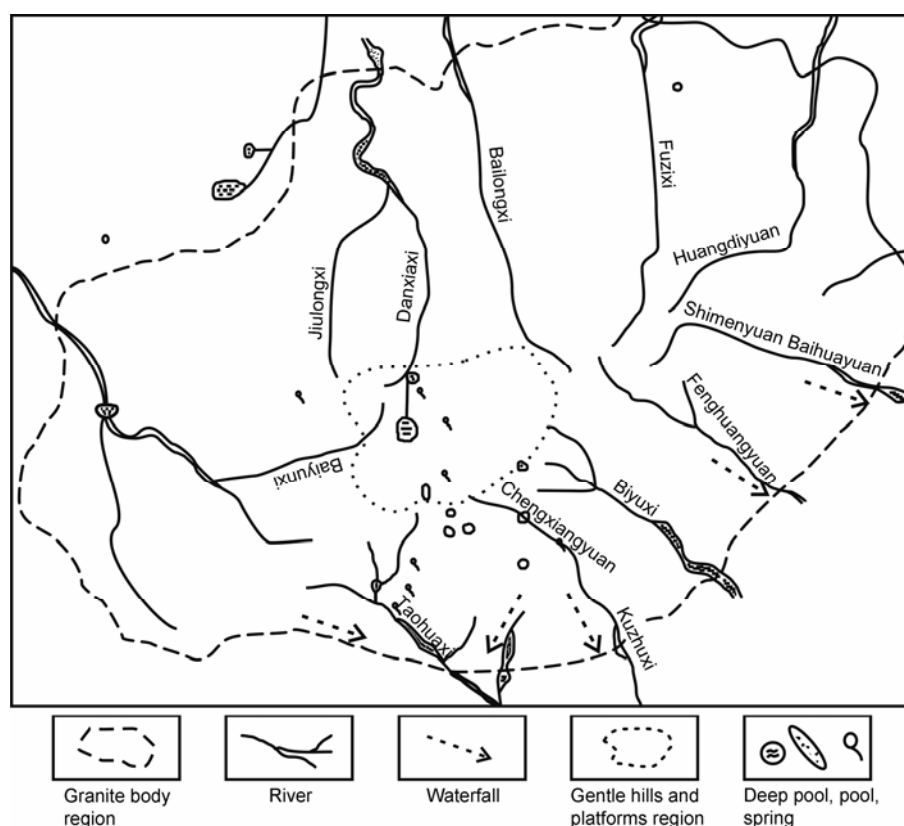 Bailongxi
Fuzixi
Huangdiyuan
Jiulongxi
Danxiaxi
Shimenyuan Baihuayuan
Fenghuangyuan
Baiyunxi
Biyuxi
Chengxiangyuan
Taohuaxi
Kuzhuxi
Granite body
region
River
Waterfall
Gentle hills and
platforms region
Deep pool, pool,
spring